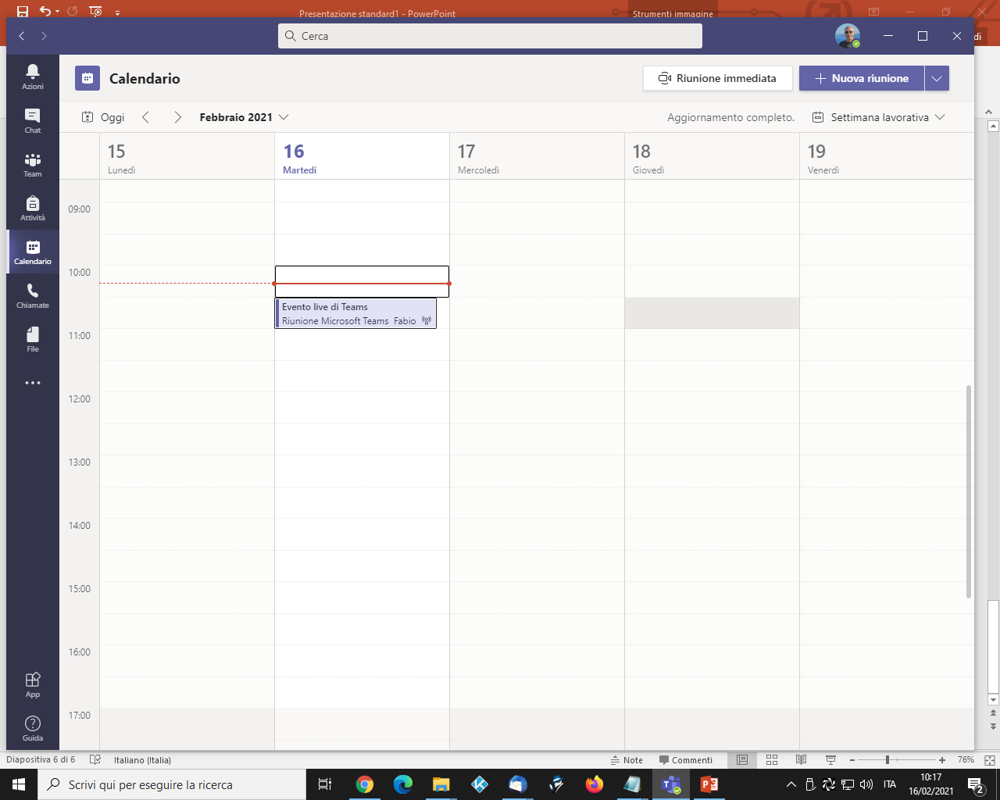 Presentazione standard1 - PowerPoint
Strumenti immagine
di
Cerca
Calendario
Riunione immediata
Nuova riunione
Oggi
Febbraio 2021
Aggiornamento completo.
Settimana lavorativa
15
Lunedì
16
Martedì
17
Mercoledì
18
Giovedì
19
Venerdì
Azioni
Chat
Team
Attività
Calendario
Chiamate
File
App
Guida
09:00
10:00
11:00
12:00
13:00
14:00
15:00
16:00
17:00
Evento live di Teams
Riunione Microsoft Teams Fabio
Diapositiva 6 di 6
Italiano (Italia)
Note
Commenti
76%
Scrivi qui per eseguire la ricerca
ITA
10:17
16/02/2021
2